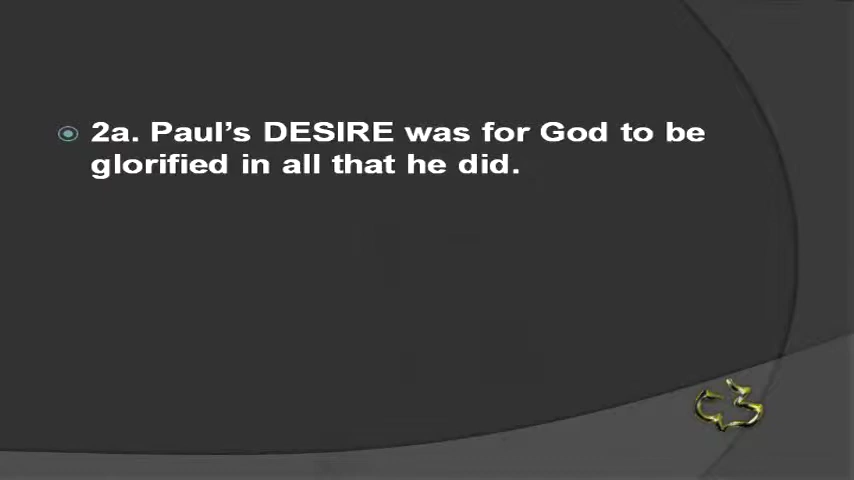 2a. Paul’s DESIRE was for God to be
glorified in all that he did.